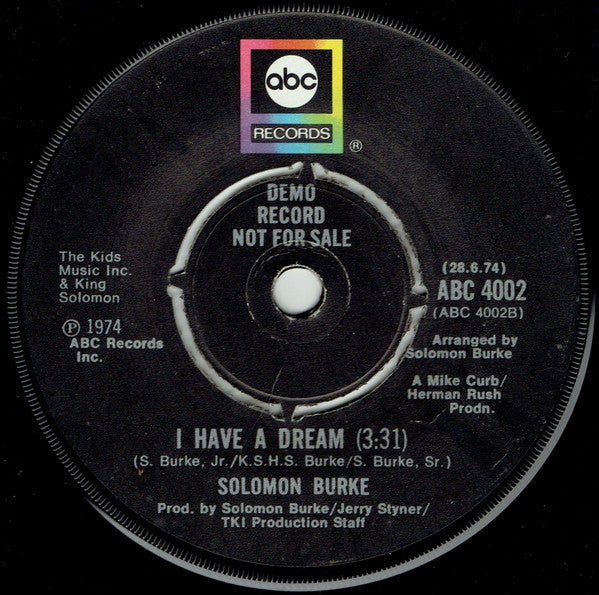 abc
RECORDS
®
DEMO
RECORD
NOT FOR SALE
The Kids
Music Inc.
& King
Solomon
Ⓟ 1974
ABC Records
Inc.
(28.6.74)
ABC 4002
(ABC 4002B)
Arranged by
Solomon Burke
A Mike Curb/
Herman Rush
Prodn.
I HAVE A DREAM (3:31)
(S. Burke, Jr./K.S.H.S. Burke/S. Burke, Sr.)
SOLOMON BURKE
Prod. by Solomon Burke/Jerry Styner/
TKI Production Staff